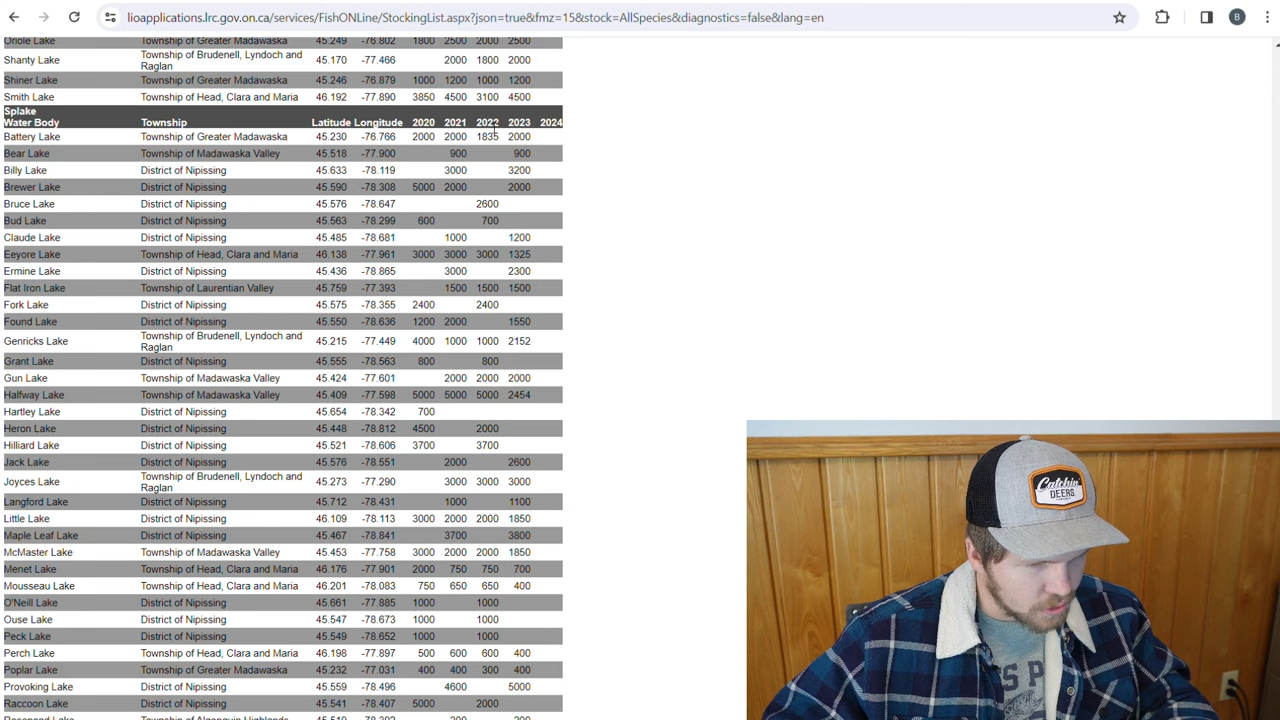 lioapplications.lrc.gov.on.ca/services/FishONLine/StockingList.aspx?json=true&fmz=15&stock=AllSpecies&diagnostics=false&lang=en
B
Oriole Lake Township of Greater Madawaska 45.249 -76.802 1800 2500 2000 2500
Shanty Lake Township of Brudenell, Lyndoch and Raglan 45.170 -77.466 2000 1800 2000
Shiner Lake Township of Greater Madawaska 45.246 -76.879 1000 1200 1000 1200
Smith Lake Township of Head, Clara and Maria 46.192 -77.890 3850 4500 3100 4500
Splake
Water Body Township Latitude Longitude 2020 2021 2022 2023 2024
Battery Lake Township of Greater Madawaska 45.230 -76.766 2000 2000 1835 2000
Bear Lake Township of Madawaska Valley 45.518 -77.900 900 900
Billy Lake District of Nipissing 45.633 -78.119 3000 3200
Brewer Lake District of Nipissing 45.590 -78.308 5000 2000 2000
Bruce Lake District of Nipissing 45.576 -78.647 2600
Bud Lake District of Nipissing 45.563 -78.299 600 700
Claude Lake District of Nipissing 45.485 -78.681 1000 1200
Eeyore Lake Township of Head, Clara and Maria 46.138 -77.961 3000 3000 3000 1325
Ermine Lake District of Nipissing 45.436 -78.865 3000 2300
Flat Iron Lake Township of Laurentian Valley 45.759 -77.393 1500 1500 1500
Fork Lake District of Nipissing 45.575 -78.355 2400 2400
Found Lake District of Nipissing 45.550 -78.636 1200 2000 1550
Genricks Lake Township of Brudenell, Lyndoch and Raglan 45.215 -77.449 4000 1000 1000 2152
Grant Lake District of Nipissing 45.555 -78.563 800 800
Gun Lake Township of Madawaska Valley 45.424 -77.601 2000 2000 2000
Halfway Lake Township of Madawaska Valley 45.409 -77.598 5000 5000 5000 2454
Hartley Lake District of Nipissing 45.654 -78.342 700
Heron Lake District of Nipissing 45.448 -78.812 4500 2000
Hilliard Lake District of Nipissing 45.521 -78.606 3700 3700
Jack Lake District of Nipissing 45.576 -78.551 2000 2600
Joyces Lake Township of Brudenell, Lyndoch and Raglan 45.273 -77.290 3000 3000 3000
Langford Lake District of Nipissing 45.712 -78.431 1000 1100
Little Lake District of Nipissing 46.109 -78.113 3000 2000 2000 1850
Maple Leaf Lake District of Nipissing 45.467 -78.841 3700 3800
McMaster Lake Township of Madawaska Valley 45.453 -77.758 3000 2000 2000 1850
Menet Lake Township of Head, Clara and Maria 46.176 -77.901 2000 750 750 700
Mousseau Lake Township of Head, Clara and Maria 46.201 -78.083 750 650 650 400
O'Neill Lake District of Nipissing 45.661 -77.885 1000 1000
Ouse Lake District of Nipissing 45.547 -78.673 1000 1000
Peck Lake District of Nipissing 45.549 -78.652 1000 1000
Perch Lake Township of Head, Clara and Maria 46.198 -77.897 500 600 600 400
Poplar Lake Township of Greater Madawaska 45.232 -77.031 400 400 300 400
Provoking Lake District of Nipissing 45.559 -78.496 4600 5000
Raccoon Lake District of Nipissing 45.541 -78.407 5000 2000
Township of Algonquin Highlands
Catchin'
DEERS